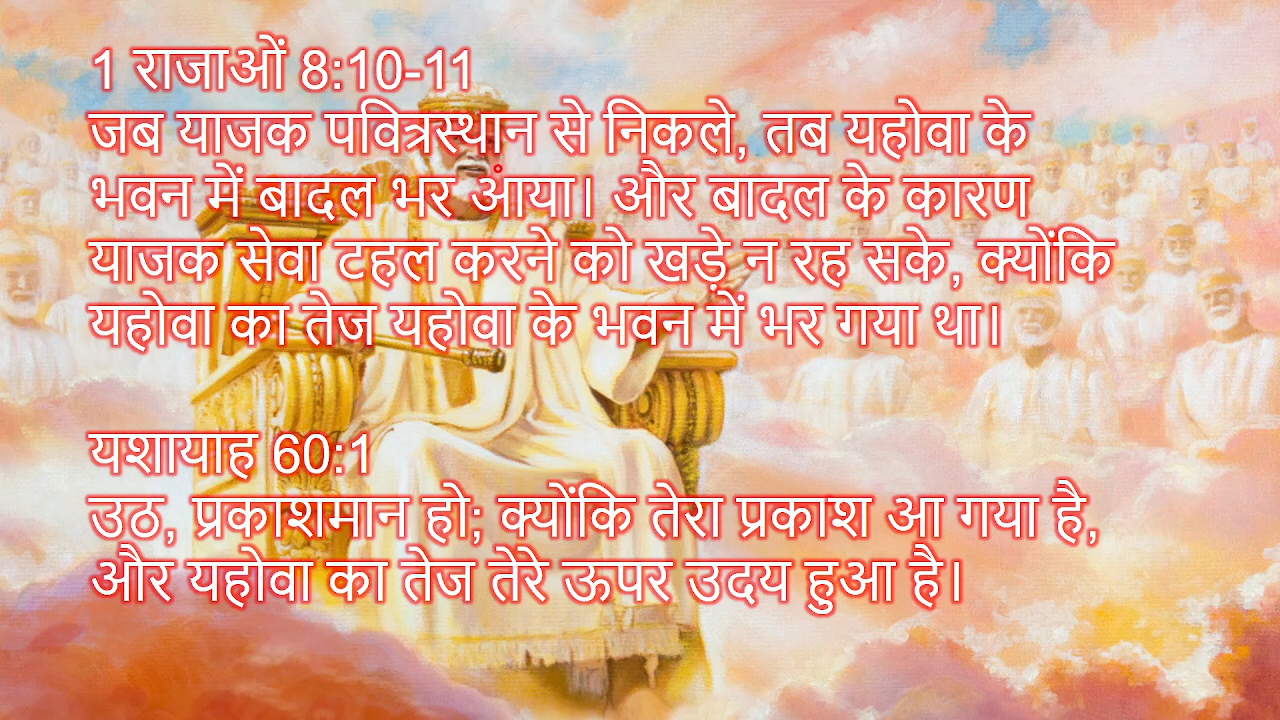 1 राजाओं 8:10-11
जब याजक पवित्रस्थान से निकले, तब यहोवा के
भवन में बादल भर आया। और बादल के कारण
याजक सेवा टहल करने को खड़े न रह सके, क्योंकि
यहोवा का तेज यहोवा के भवन में भर गया था।
यशायाह 60:1
उठ, प्रकाशमान हो; क्योंकि तेरा प्रकाश आ गया है,
और यहोवा का तेज तेरे ऊपर उदय हुआ है।